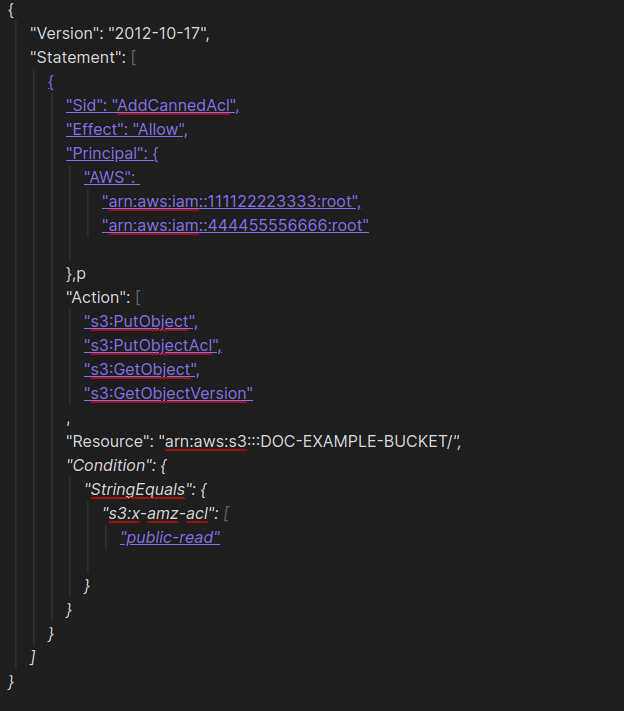 {
"Version": "2012-10-17",
"Statement": [
{
"Sid": "AddCannedAcl",
"Effect": "Allow",
"Principal": {
"AWS":
"arn:aws:iam::111122223333:root",
"arn:aws:iam::444455556666:root"
},p
"Action": [
"s3:PutObject",
"s3:PutObjectAcl",
"s3:GetObject",
"s3:GetObjectVersion"
,
"Resource": "arn:aws:s3:::DOC-EXAMPLE-BUCKET/",
"Condition": {
"StringEquals": {
"s3:x-amz-acl": [
"public-read"
}
}
}
]
}